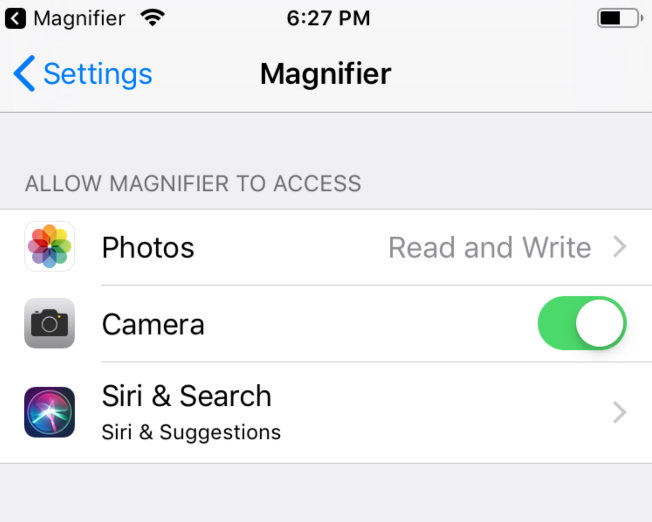 Magnifier 6:27 PM
Settings Magnifier
ALLOW MAGNIFIER TO ACCESS
Photos Read and Write
Camera
Siri & Search
Siri & Suggestions